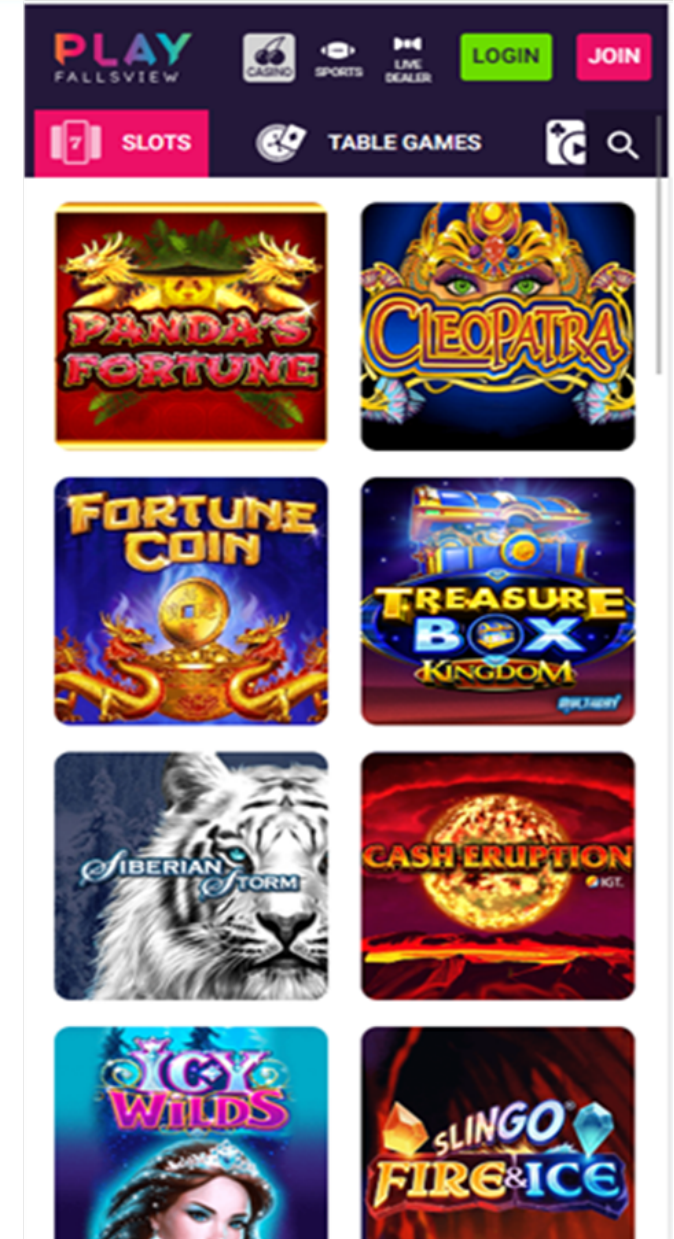 PLAY
FALLSVIEW
CASINO
SPORTS
LIVE
DEALER
LOGIN
JOIN
7
SLOTS
TABLE GAMES
PANDA'S
FORTUNE
CLEOPATRA
FORTUNE
COIN
TREASURE
BOX
KINGDOM
SIBERIAN
STORM
CASH ERUPTION
IGT.
ICY
WILDS
SLINGO®
FIRE&ICE